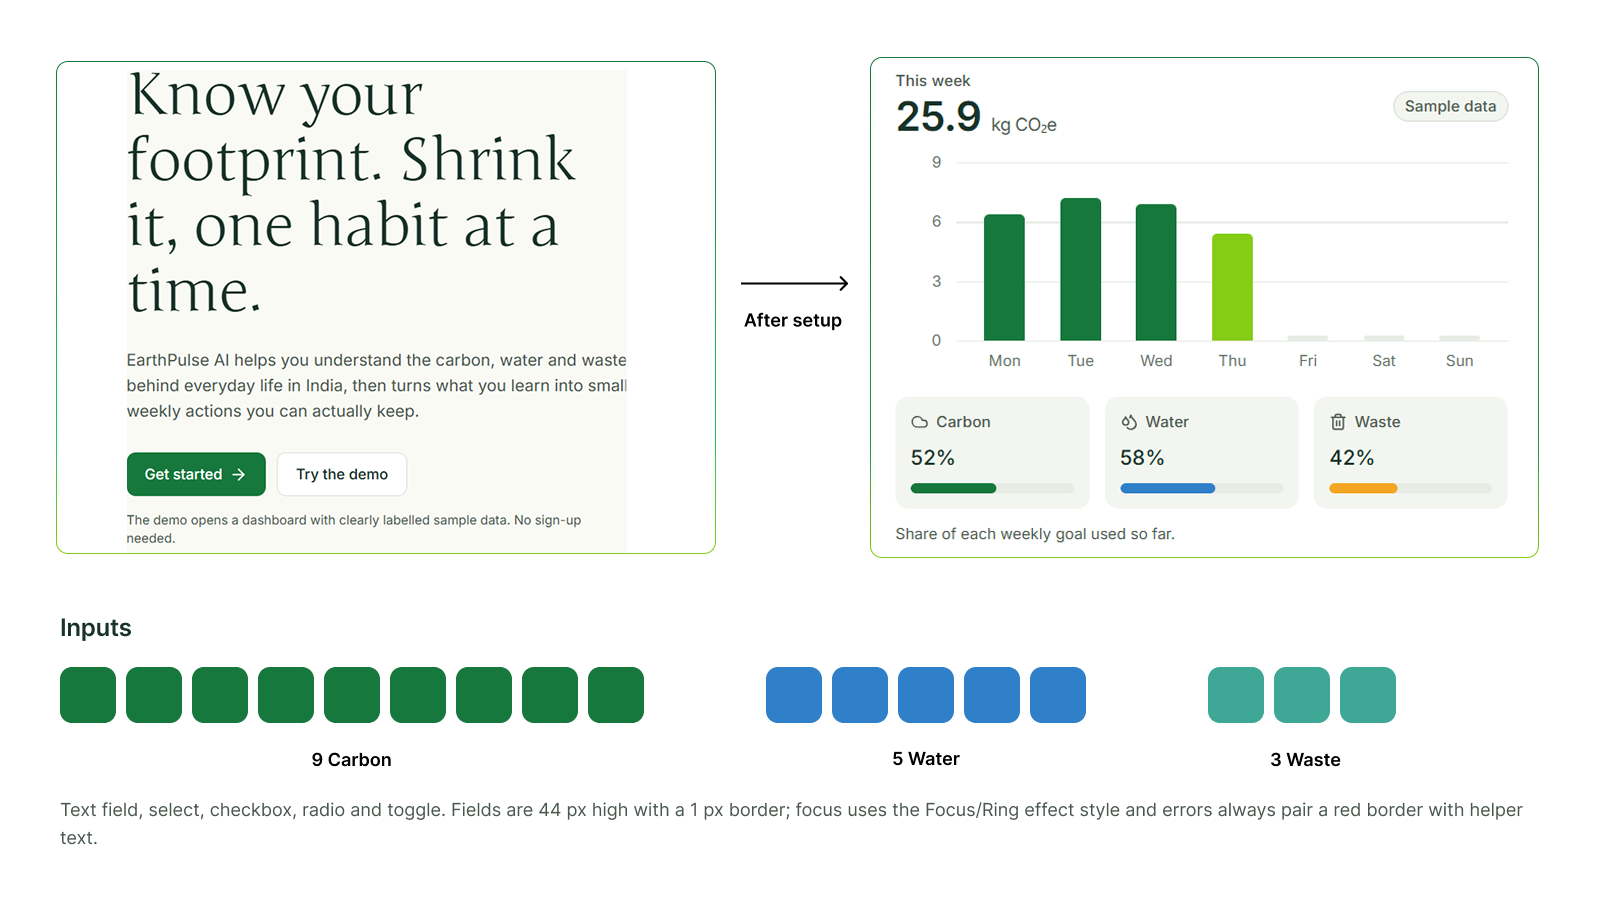 Know your
footprint. Shrink
it, one habit at a
time.
EarthPulse AI helps you understand the carbon, water and waste
behind everyday life in India, then turns what you learn into small
weekly actions you can actually keep.
Get started
Try the demo
The demo opens a dashboard with clearly labelled sample data. No sign-up
needed.
After setup
This week
25.9 kg CO₂e
Sample data
9
6
3
0
Mon Tue Wed Thu Fri Sat Sun
Carbon
52%
Water
58%
Waste
42%
Share of each weekly goal used so far.
Inputs
9 Carbon
5 Water
3 Waste
Text field, select, checkbox, radio and toggle. Fields are 44 px high with a 1 px border; focus uses the Focus/Ring effect style and errors always pair a red border with helper
text.